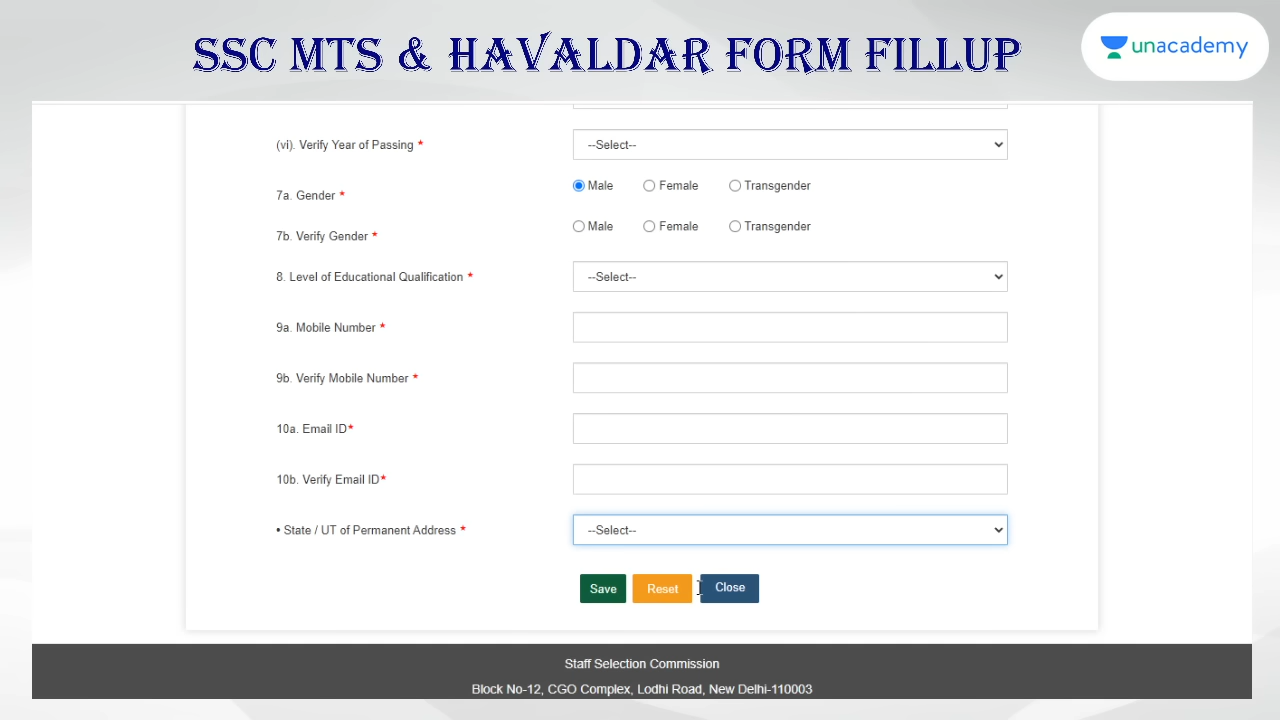 SSC MTS & HAVALDAR FORM FILLUP
unacademy
(vi). Verify Year of Passing * --Select--
7a. Gender * Male Female Transgender
7b. Verify Gender * Male Female Transgender
8. Level of Educational Qualification * --Select--
9a. Mobile Number *
9b. Verify Mobile Number *
10a. Email ID*
10b. Verify Email ID*
• State / UT of Permanent Address * --Select--
Save Reset Close
Staff Selection Commission
Block No-12, CGO Complex, Lodhi Road, New Delhi-110003